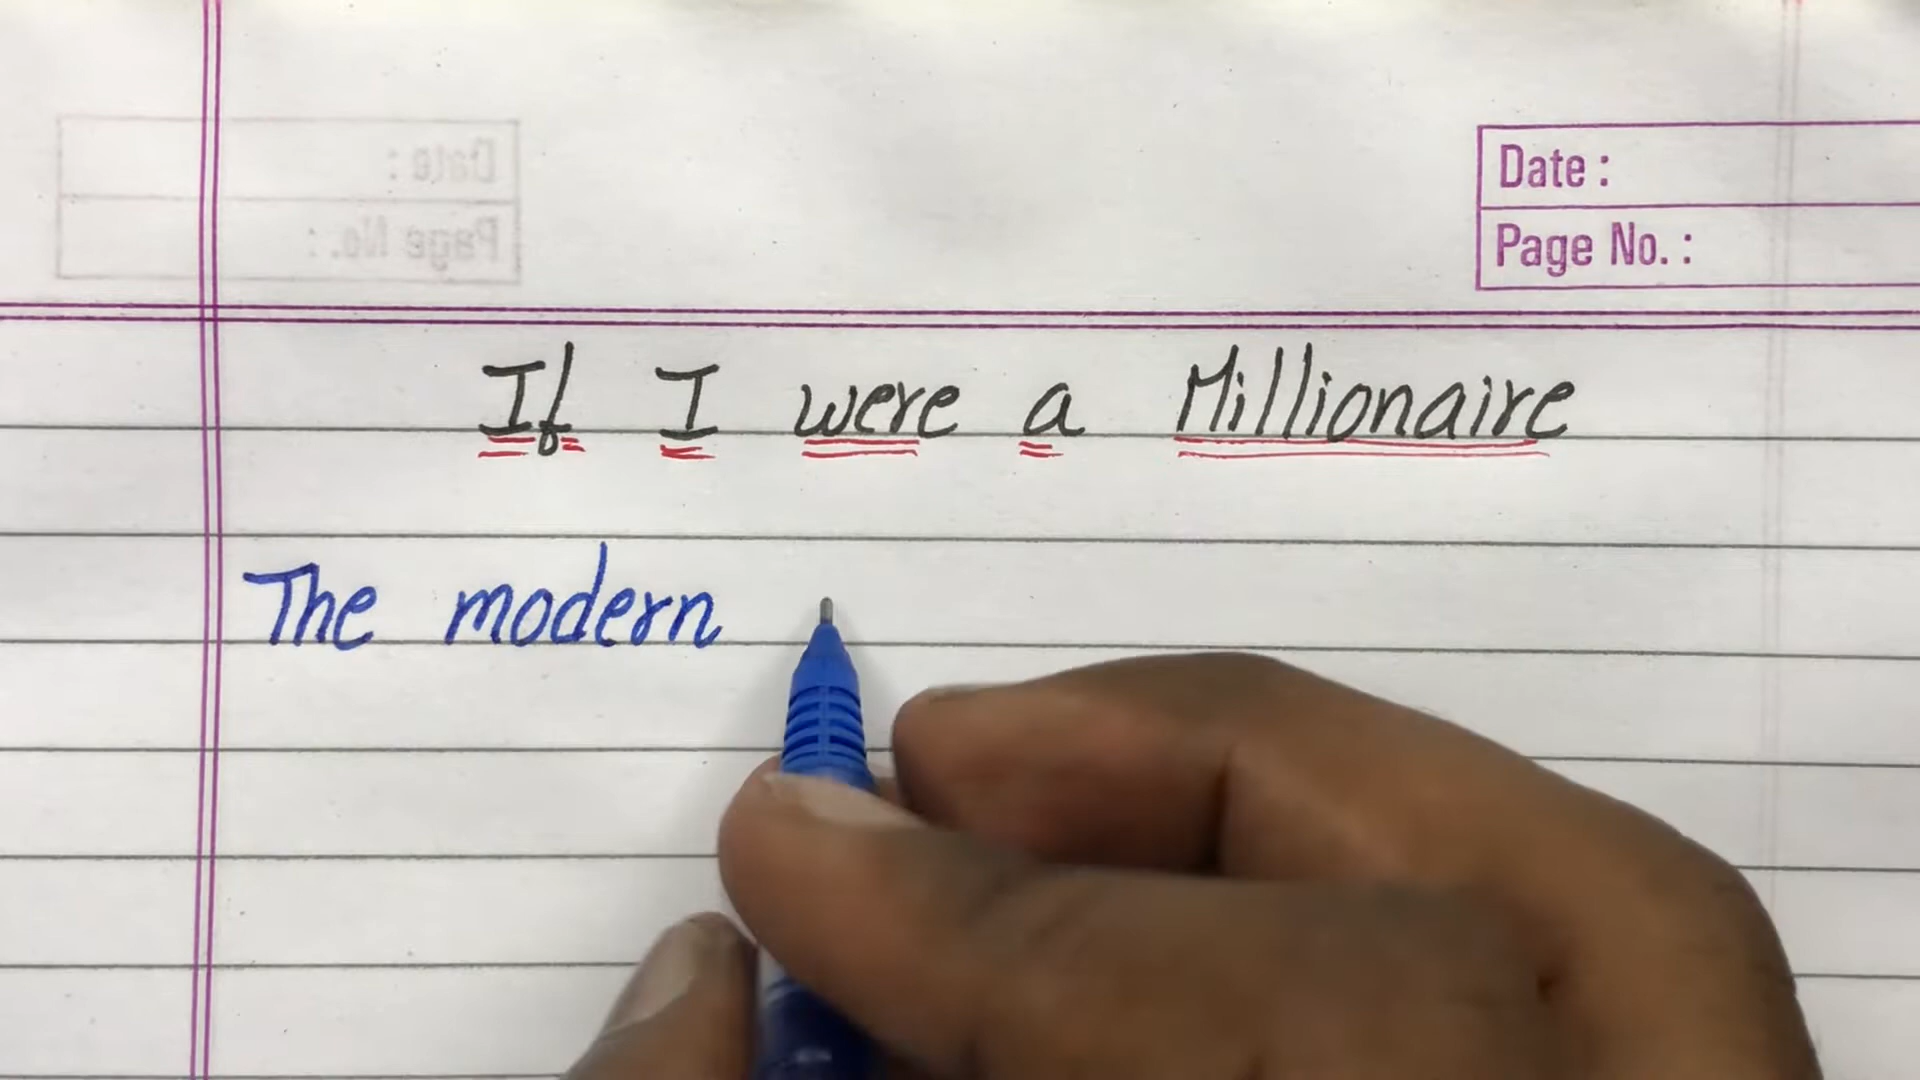 Date :
Page No. :
If I were a Millionaire
The modern